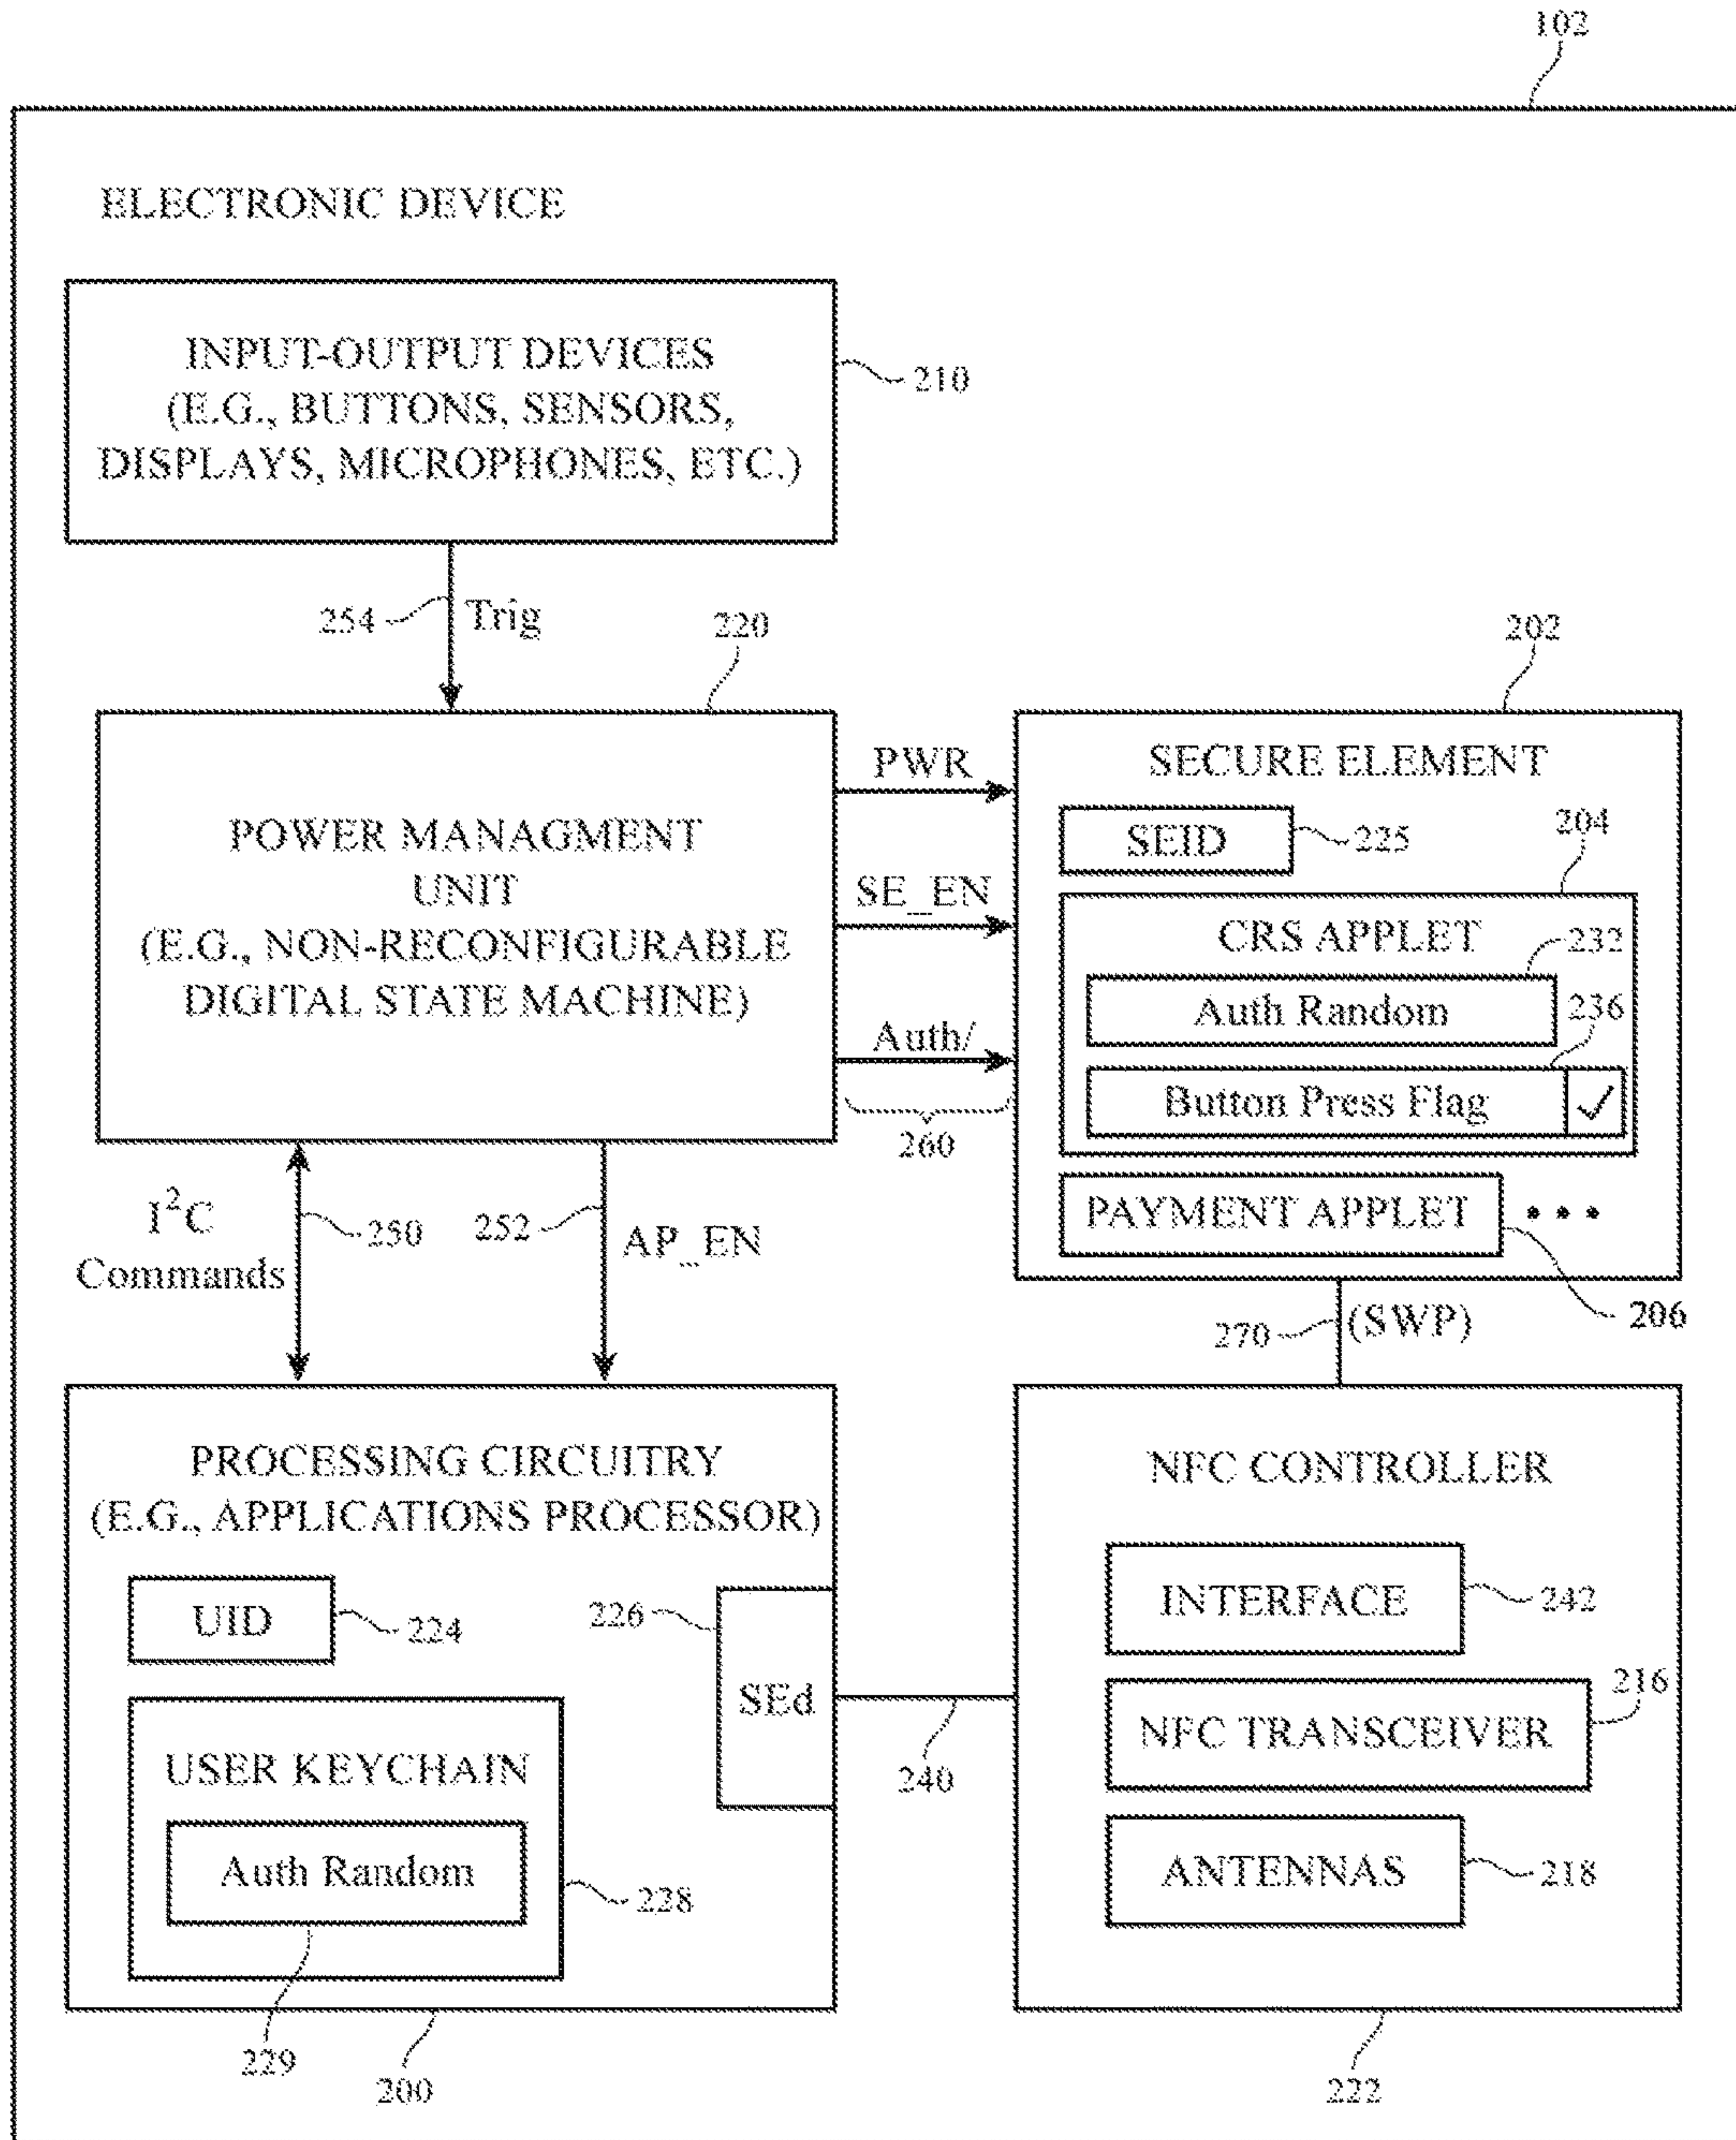 102
ELECTRONIC DEVICE
INPUT-OUTPUT DEVICES
(E.G., BUTTONS, SENSORS,
DISPLAYS, MICROPHONES, ETC.)
210
254
Trig
220
202
POWER MANAGMENT
UNIT
(E.G., NON-RECONFIGURABLE
DIGITAL STATE MACHINE)
PWR
SE_EN
Auth/
260
SECURE ELEMENT
SEID
225
204
CRS APPLET
232
Auth Random
236
Button Press Flag ✓
PAYMENT APPLET
• • •
206
I²C
Commands
250
252
AP_EN
270
(SWP)
PROCESSING CIRCUITRY
(E.G., APPLICATIONS PROCESSOR)
UID
224
226
SEd
USER KEYCHAIN
Auth Random
228
229
200
240
NFC CONTROLLER
INTERFACE
242
216
NFC TRANSCEIVER
ANTENNAS
218
222